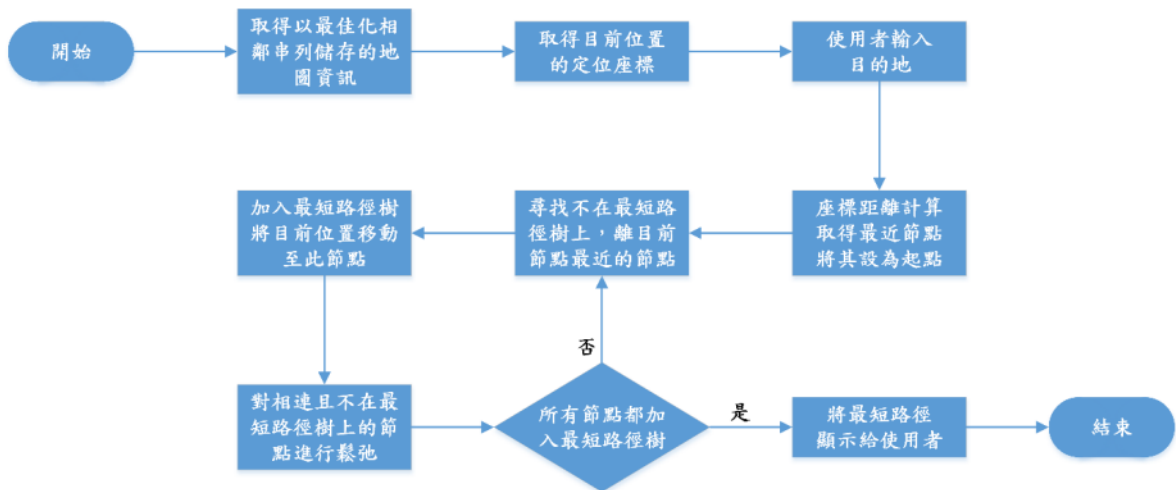 開始
取得以最佳化相
鄰串列儲存的地
圖資訊
取得目前位置
的定位座標
使用者輸入
目的地
座標距離計算
取得最近節點
將其設為起點
尋找不在最短路
徑樹上，離目前
節點最近的節點
加入最短路徑樹
將目前位置移動
至此節點
對相連且不在最
短路徑樹上的節
點進行鬆弛
所有節點都加
入最短路徑樹
否
是
將最短路徑
顯示給使用者
結束